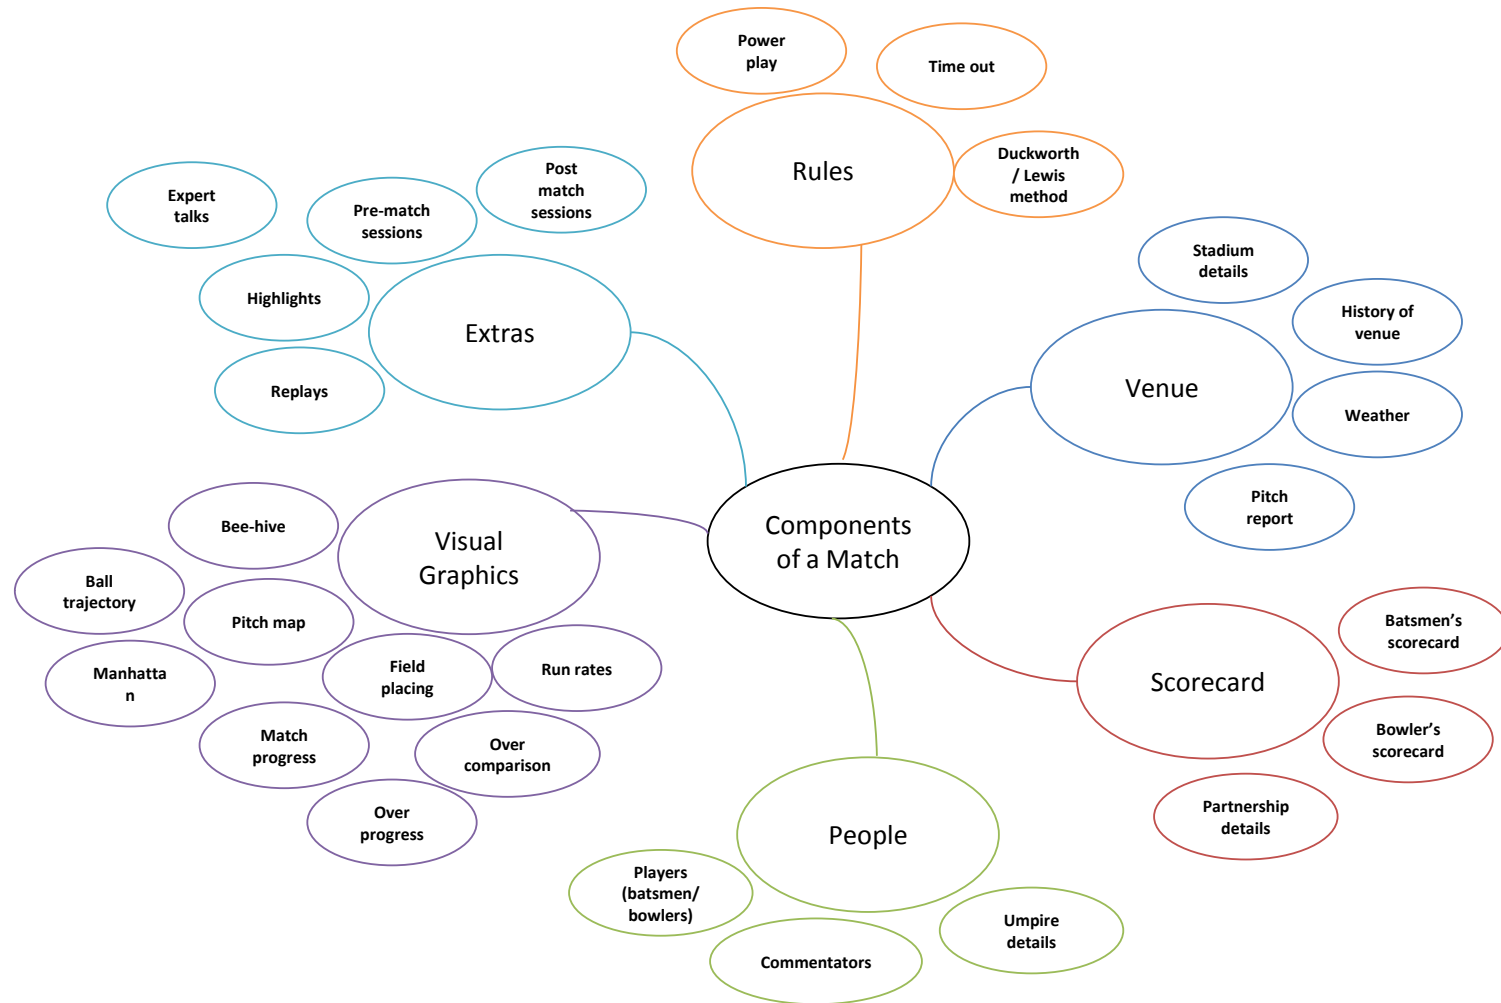 Power
play
Time out
Rules
Duckworth
/ Lewis
method
Post
match
sessions
Pre-match
sessions
Expert
talks
Highlights
Extras
Replays
Stadium
details
History of
venue
Venue
Weather
Pitch
report
Components
of a Match
Bee-hive
Visual
Graphics
Ball
trajectory
Pitch map
Manhatta
n
Field
placing
Run rates
Match
progress
Over
comparison
Over
progress
Batsmen’s
scorecard
Scorecard
Bowler’s
scorecard
Partnership
details
People
Players
(batsmen/
bowlers)
Commentators
Umpire
details